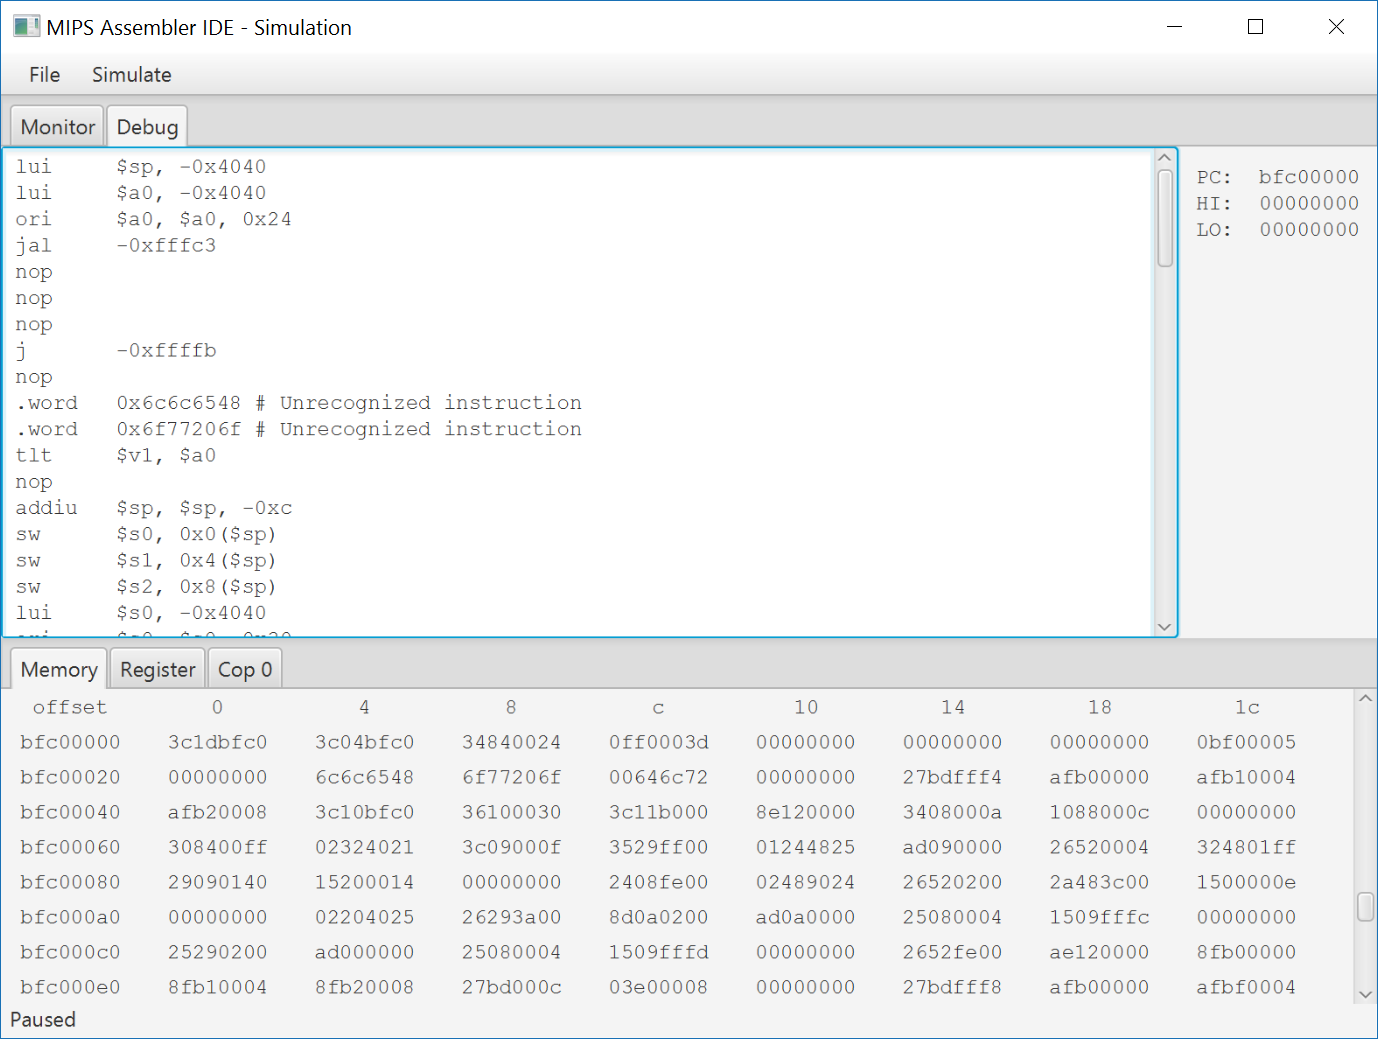 MIPS Assembler IDE - Simulation
File Simulate
Monitor Debug
lui $sp, -0x4040
lui $a0, -0x4040
ori $a0, $a0, 0x24
jal -0xfffc3
nop
nop
nop
j -0xffffb
nop
.word 0x6c6c6548 # Unrecognized instruction
.word 0x6f77206f # Unrecognized instruction
tlt $v1, $a0
nop
addiu $sp, $sp, -0xc
sw $s0, 0x0($sp)
sw $s1, 0x4($sp)
sw $s2, 0x8($sp)
lui $s0, -0x4040
PC: bfc00000
HI: 00000000
LO: 00000000
Memory Register Cop 0
offset 0 4 8 c 10 14 18 1c
bfc00000 3c1dbfc0 3c04bfc0 34840024 0ff0003d 00000000 00000000 00000000 0bf00005
bfc00020 00000000 6c6c6548 6f77206f 00646c72 00000000 27bdfff4 afb00000 afb10004
bfc00040 afb20008 3c10bfc0 36100030 3c11b000 8e120000 3408000a 1088000c 00000000
bfc00060 308400ff 02324021 3c09000f 3529ff00 01244825 ad090000 26520004 324801ff
bfc00080 29090140 15200014 00000000 2408fe00 02489024 26520200 2a483c00 1500000e
bfc000a0 00000000 02204025 26293a00 8d0a0200 ad0a0000 25080004 1509fffc 00000000
bfc000c0 25290200 ad000000 25080004 1509fffd 00000000 2652fe00 ae120000 8fb00000
bfc000e0 8fb10004 8fb20008 27bd000c 03e00008 00000000 27bdfff8 afb00000 afbf0004
Paused